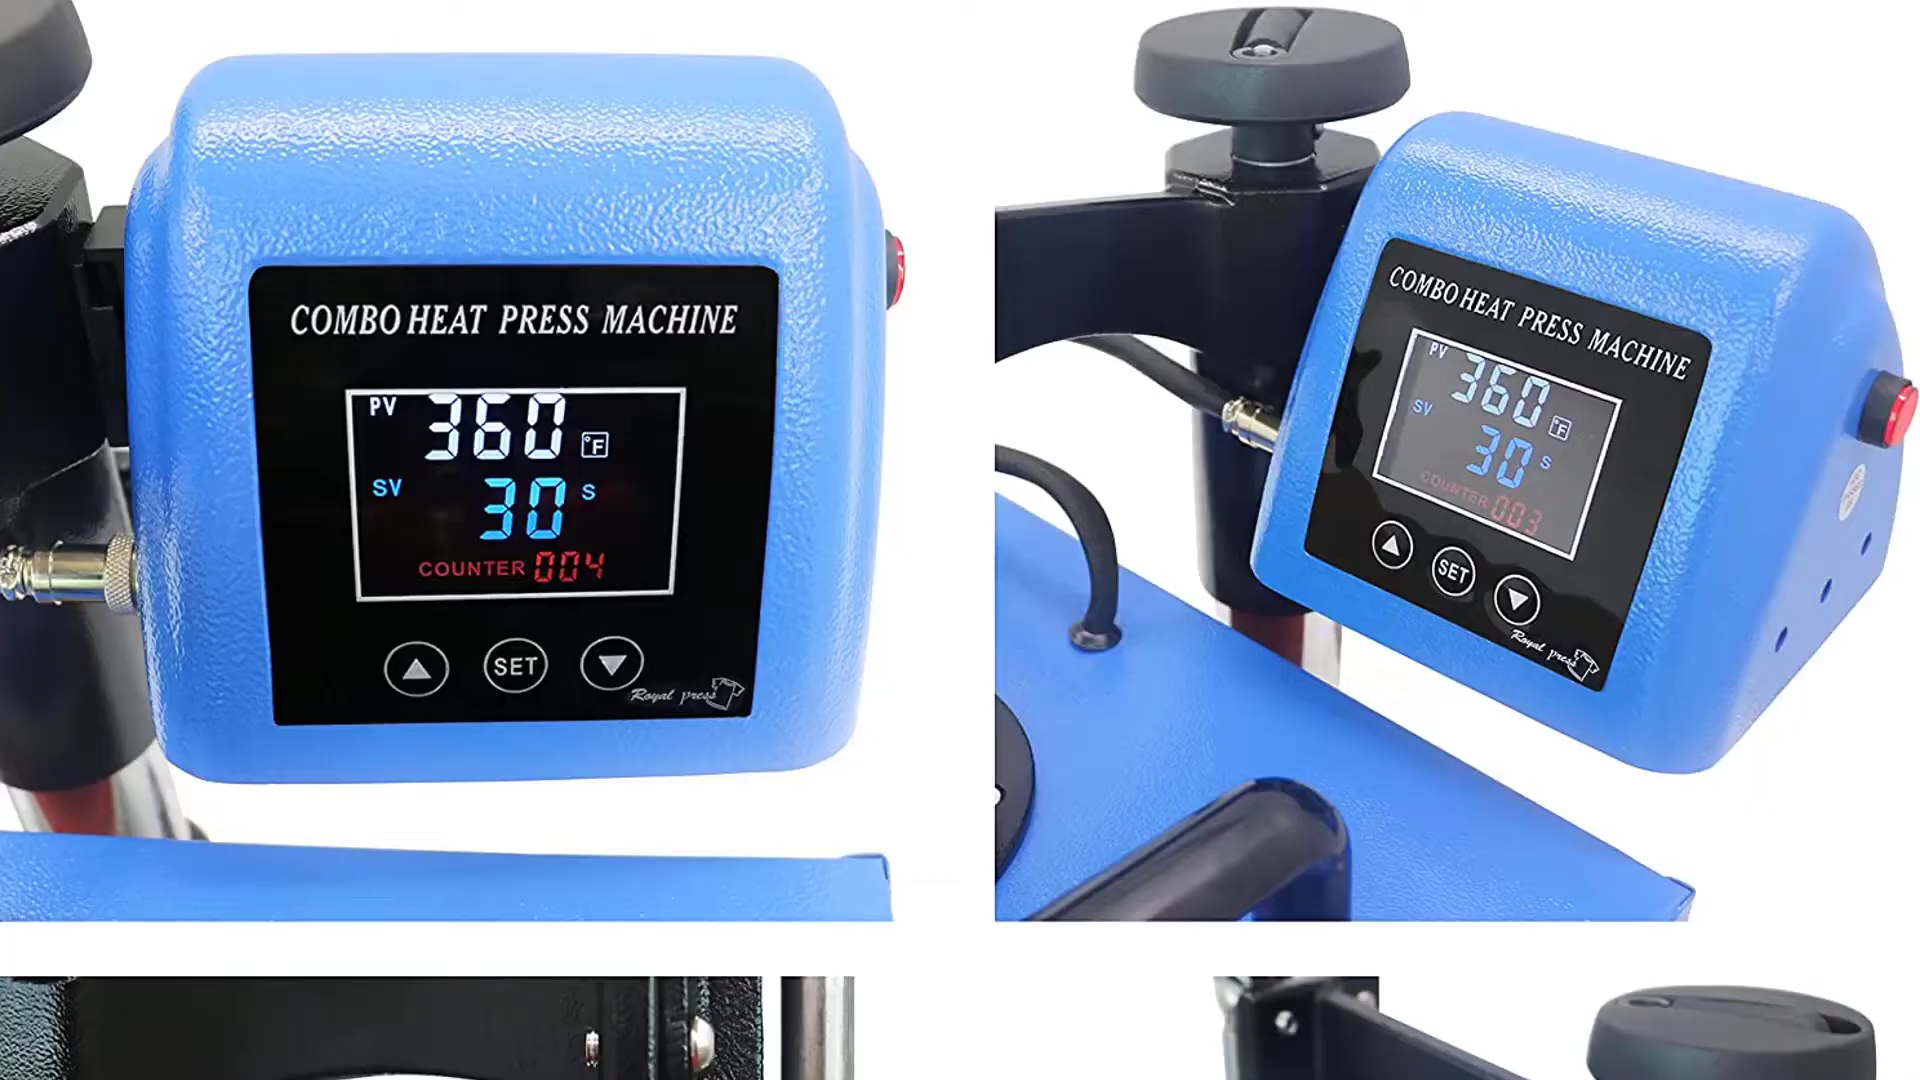 COMBO HEAT PRESS MACHINE
PV 360 °F
SV 30 S
COUNTER 004
SET
Royal press
COMBO HEAT PRESS MACHINE
PV 360 °F
SV 30 S
COUNTER 003
SET
Royal press